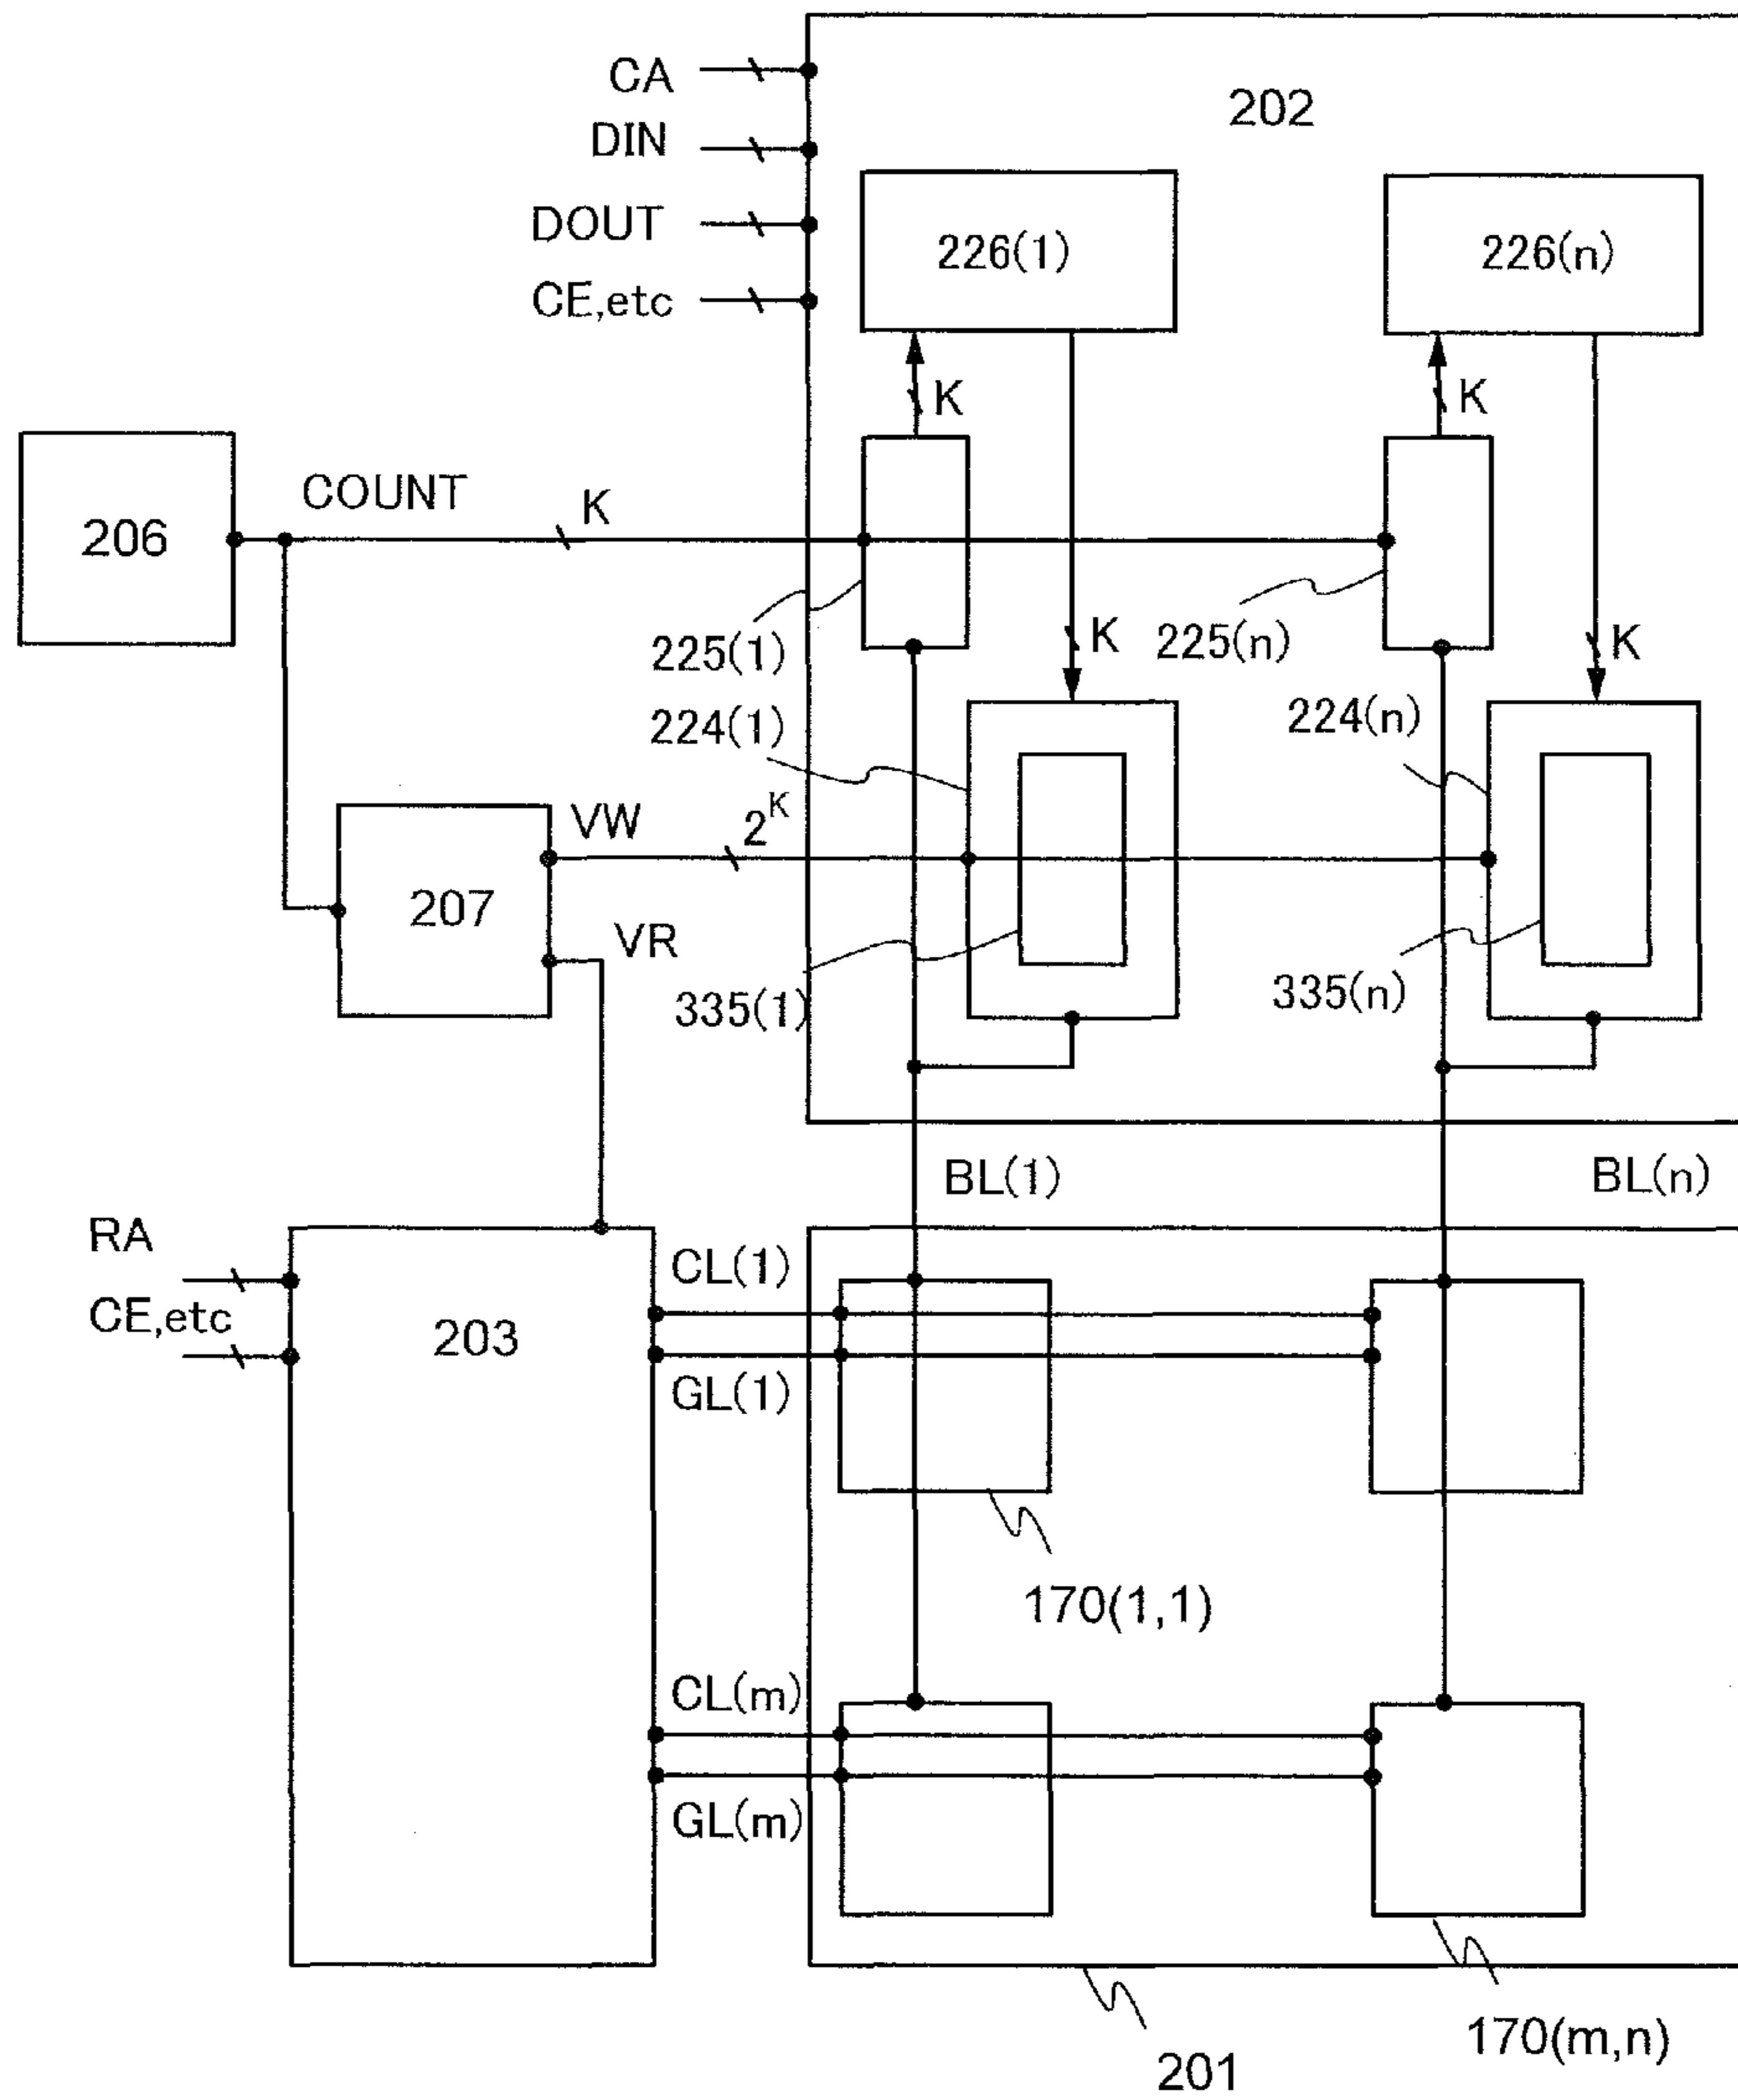 CA
202
DIN
DOUT
226(1)
226(n)
CE,etc
K
K
COUNT
K
206
225(1)
K
225(n)
K
224(1)
224(n)
VW
2^K
207
VR
335(1)
335(n)
BL(1)
BL(n)
RA
CL(1)
CE,etc
203
GL(1)
170(1,1)
CL(m)
GL(m)
170(m,n)
201